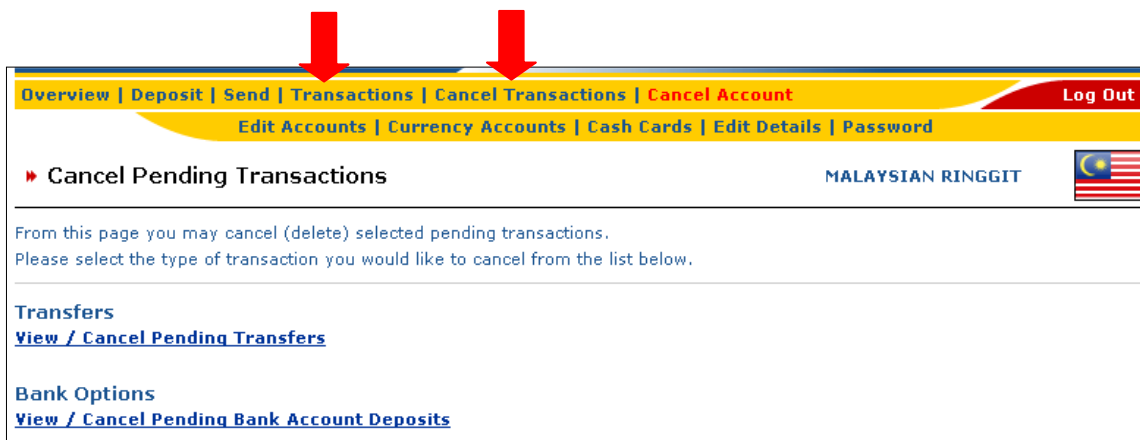 Overview | Deposit | Send | Transactions | Cancel Transactions | Cancel Account
Log Out
Edit Accounts | Currency Accounts | Cash Cards | Edit Details | Password
Cancel Pending Transactions
MALAYSIAN RINGGIT
From this page you may cancel (delete) selected pending transactions.
Please select the type of transaction you would like to cancel from the list below.
Transfers
View / Cancel Pending Transfers
Bank Options
View / Cancel Pending Bank Account Deposits